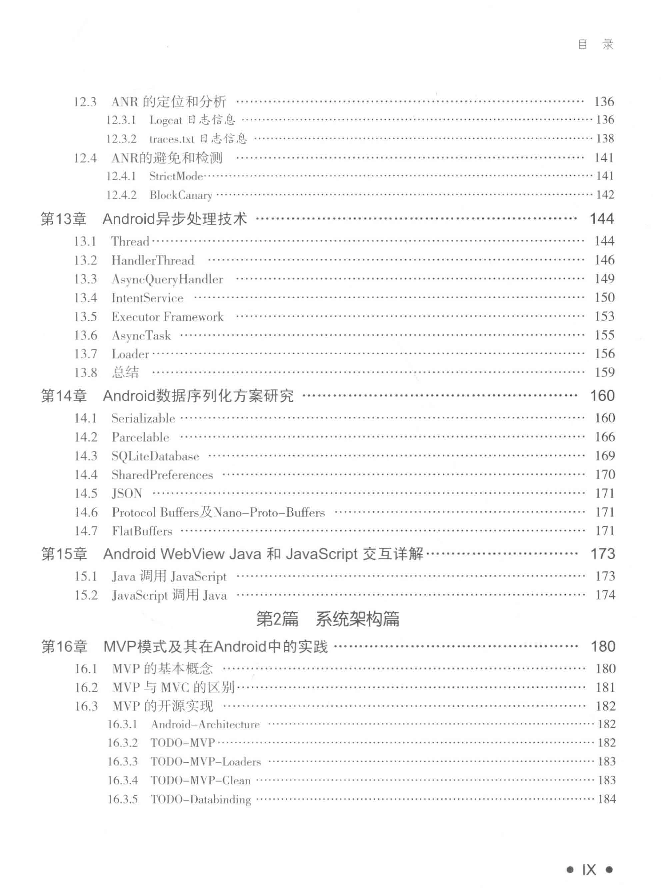 目 录
12.3 ANR 的定位和分析 ………… 136
12.3.1 Logcat 日志信息 ………… 136
12.3.2 traces.txt 日志信息 ………… 138
12.4 ANR的避免和检测 ………… 141
12.4.1 StrictMode ………… 141
12.4.2 BlockCanary ………… 142
第13章 Android异步处理技术 ………… 144
13.1 Thread ………… 144
13.2 HandlerThread ………… 146
13.3 AsyncQueryHandler ………… 149
13.4 IntentService ………… 150
13.5 Executor Framework ………… 153
13.6 AsyncTask ………… 155
13.7 Loader ………… 156
13.8 总结 ………… 159
第14章 Android数据序列化方案研究 ………… 160
14.1 Serializable ………… 160
14.2 Parcelable ………… 166
14.3 SQLiteDatabase ………… 169
14.4 SharedPreferences ………… 170
14.5 JSON ………… 171
14.6 Protocol Buffers及Nano-Proto-Buffers ………… 171
14.7 FlatBuffers ………… 171
第15章 Android WebView Java 和 JavaScript 交互详解 ………… 173
15.1 Java 调用 JavaScript ………… 173
15.2 JavaScript 调用 Java ………… 174
第2篇 系统架构篇
第16章 MVP模式及其在Android中的实践 ………… 180
16.1 MVP 的基本概念 ………… 180
16.2 MVP 与 MVC 的区别 ………… 181
16.3 MVP 的开源实现 ………… 182
16.3.1 Android-Architecture ………… 182
16.3.2 TODO-MVP ………… 182
16.3.3 TODO-MVP-Loaders ………… 183
16.3.4 TODO-MVP-Clean ………… 183
16.3.5 TODO-Databinding ………… 184
● IX ●